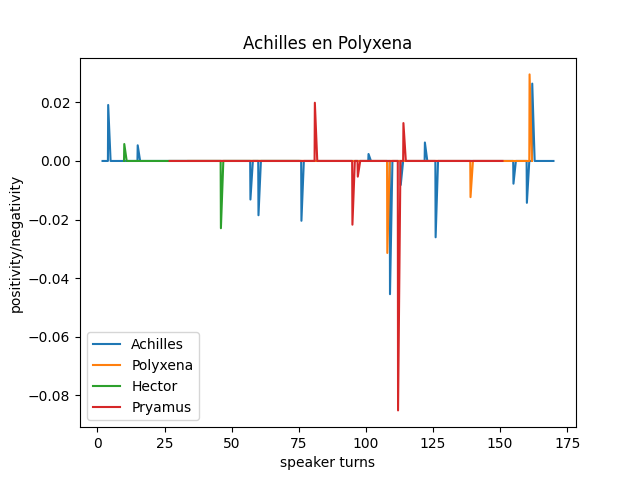 Achilles en Polyxena
positivity/negativity
0.02
0.00
−0.02
−0.04
−0.06
−0.08
Achilles
Polyxena
Hector
Pryamus
0 25 50 75 100 125 150 175
speaker turns